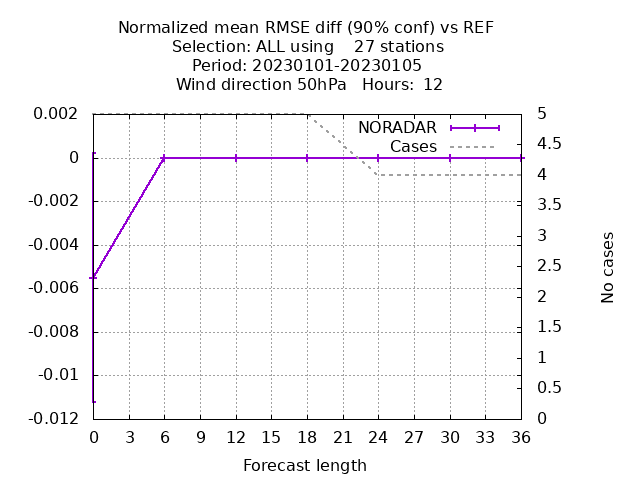 Normalized mean RMSE diff (90% conf) vs REF
Selection: ALL using    27 stations
Period: 20230101-20230105
Wind direction 50hPa   Hours:  12
NORADAR
Cases
0.002
0
-0.002
-0.004
-0.006
-0.008
-0.01
-0.012
5
4.5
4
3.5
3
2.5
2
1.5
1
0.5
0
No cases
0 3 6 9 12 15 18 21 24 27 30 33 36
Forecast length